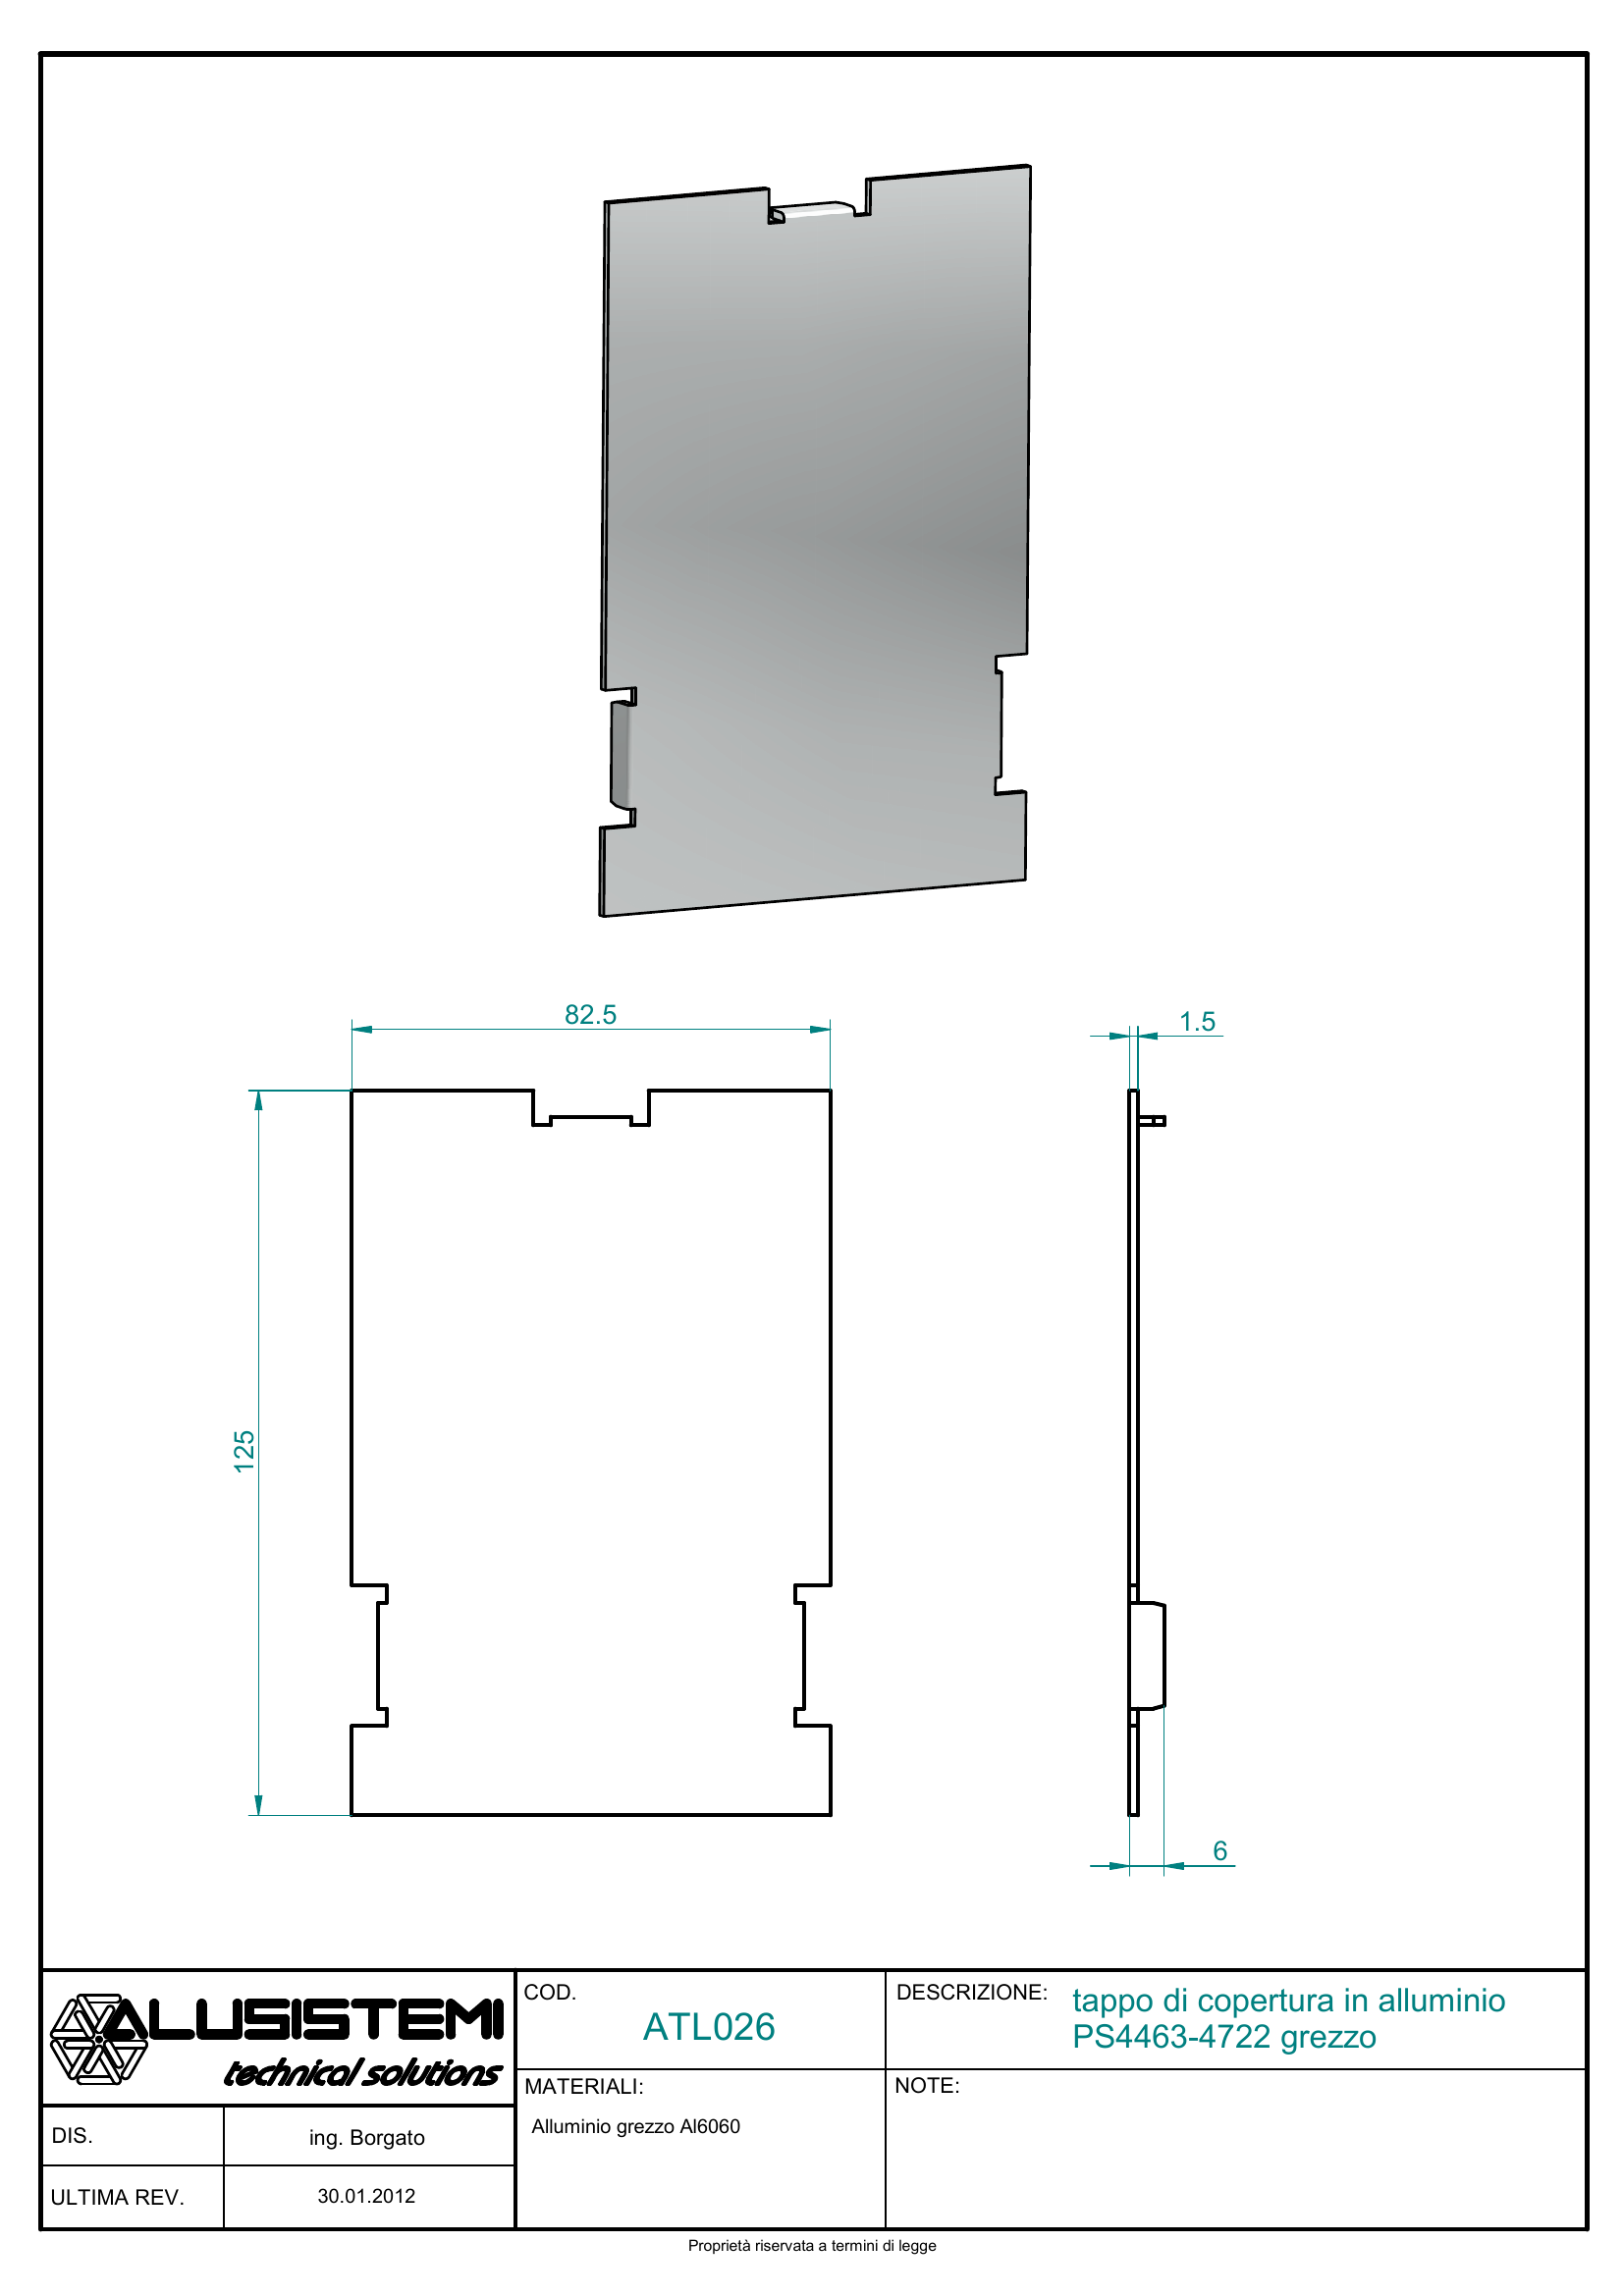 82.5
1.5
125
6
ALUSISTEMI
technical solutions
COD.
ATL026
DESCRIZIONE:
tappo di copertura in alluminio
PS4463-4722 grezzo
MATERIALI:
Alluminio grezzo Al6060
NOTE:
DIS.
ing. Borgato
ULTIMA REV.
30.01.2012
Proprietà riservata a termini di legge